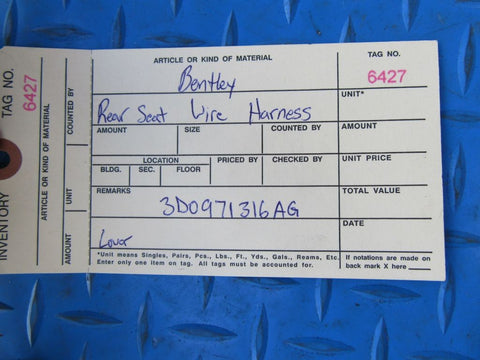 TAG NO.
6427
INVENTORY
ARTICLE OR KIND OF MATERIAL
COUNTED BY
UNIT
AMOUNT
ARTICLE OR KIND OF MATERIAL
Bentley
TAG NO.
6427
Rear Seat Wire Harness
UNIT*
AMOUNT SIZE COUNTED BY AMOUNT
LOCATION PRICED BY CHECKED BY UNIT PRICE
BLDG. SEC. FLOOR
REMARKS TOTAL VALUE
3D0971316AG
DATE
*Unit means Singles, Pairs, Pcs., Lbs., Ft., Yds., Gals., Reams, Etc.
Enter only one item on tag. All tags must be accounted for.
If notations are made on
back mark X here